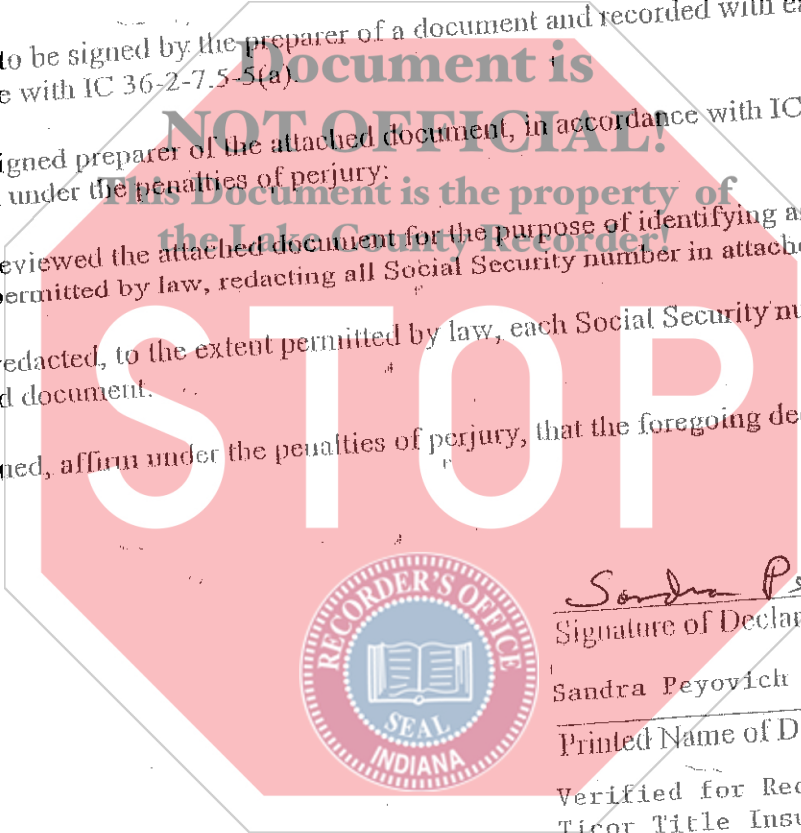 to be signed by the preparer of a document and recorded with
Document is
with IC 36-2-7.5-5(a).
NOT OFFICIAL!
igned preparer of the attached document, in accordance with IC
under the penalties of perjury:
This Document is the property of
the Lake County Recorder!
eviewed the attached document for the purpose of identifying
permitted by law, redacting all Social Security number in attache
redacted, to the extent permitted by law, each Social Security nu
d document.
STOP
ned, affirm under the penalties of perjury, that the foregoing de
RECORDER'S OFFICE
SEAL
INDIANA
Sandra
Signature of Declar
Sandra Peyovich
Printed Name of D
Verified for Rec
Ticor Title Insu